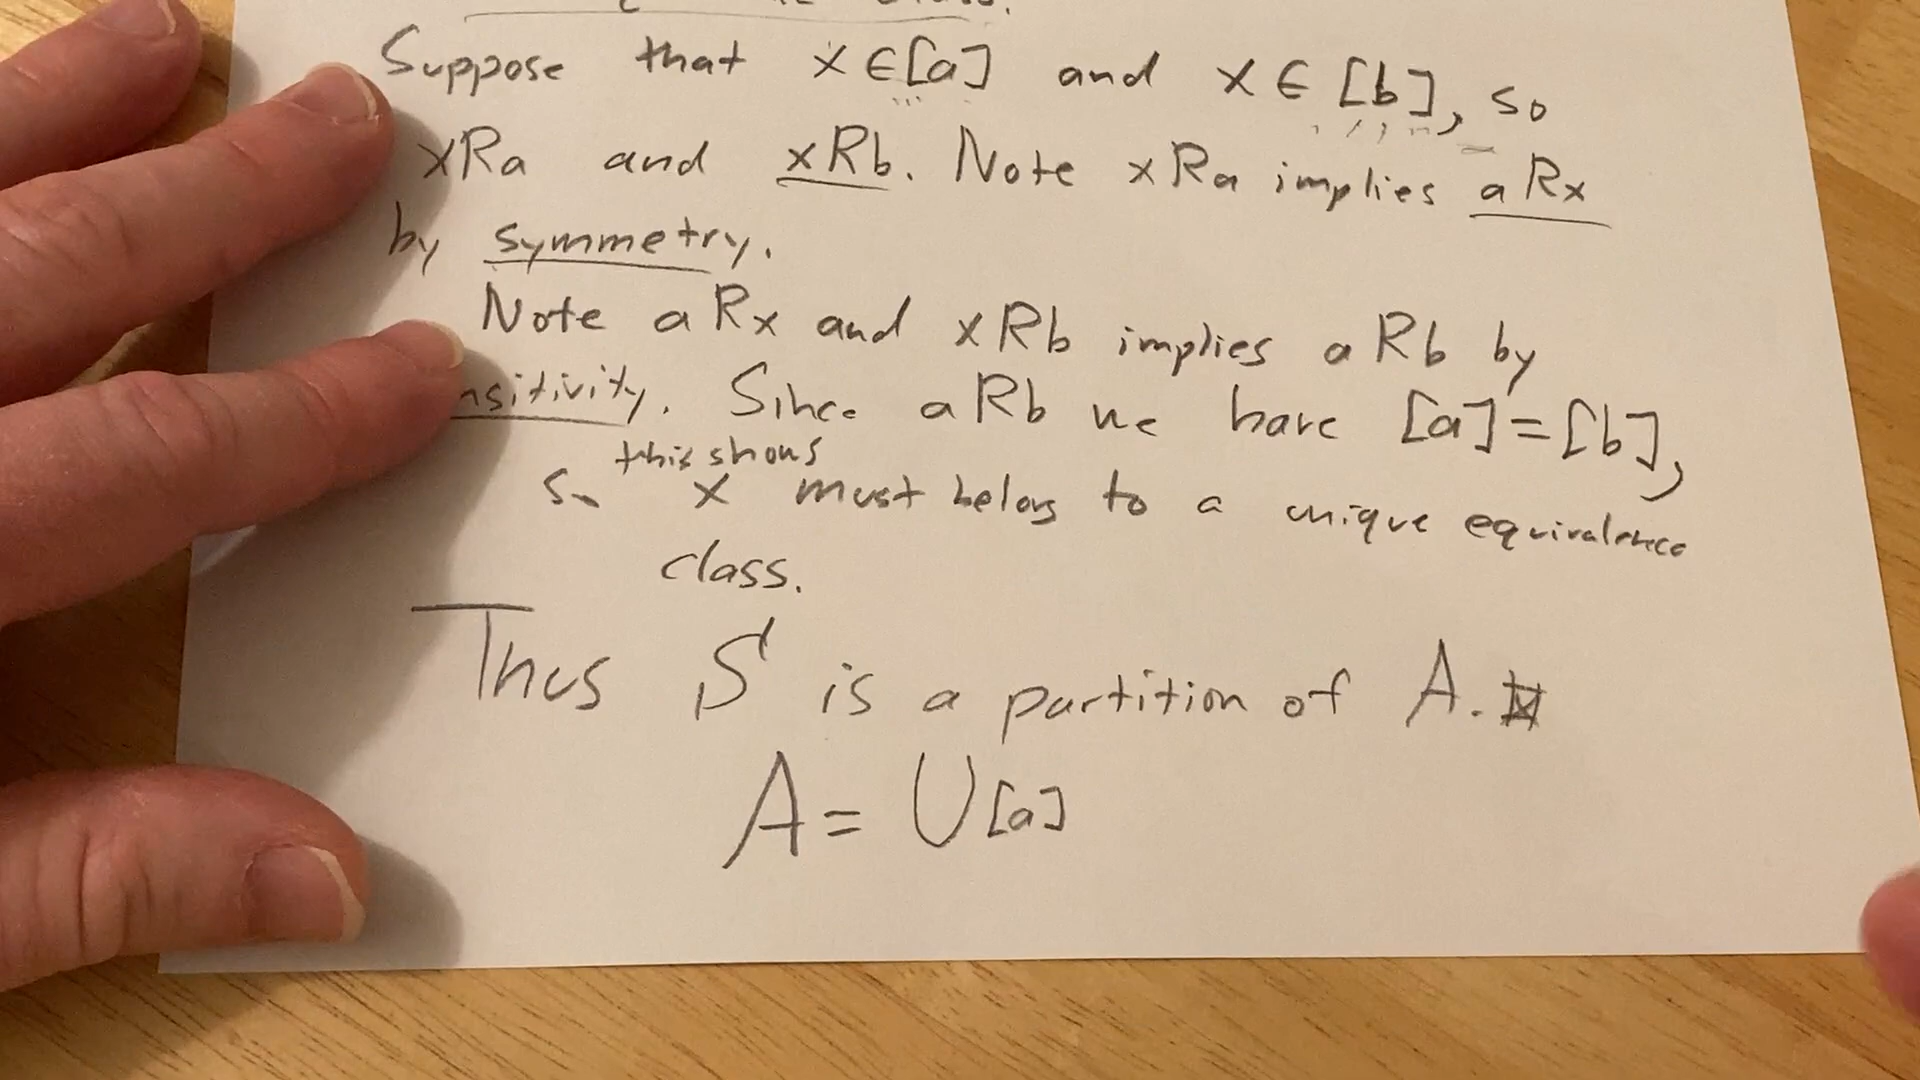 Suppose that x ∈ [a] and x ∈ [b], so
xRa and xRb. Note xRa implies aRx
by symmetry.
Note aRx and xRb implies aRb by
nsitivity. Since aRb we have [a] = [b],
this shows
so x must belong to a unique equivalence
class.
Thus S is a partition of A.
A = ∪[a]